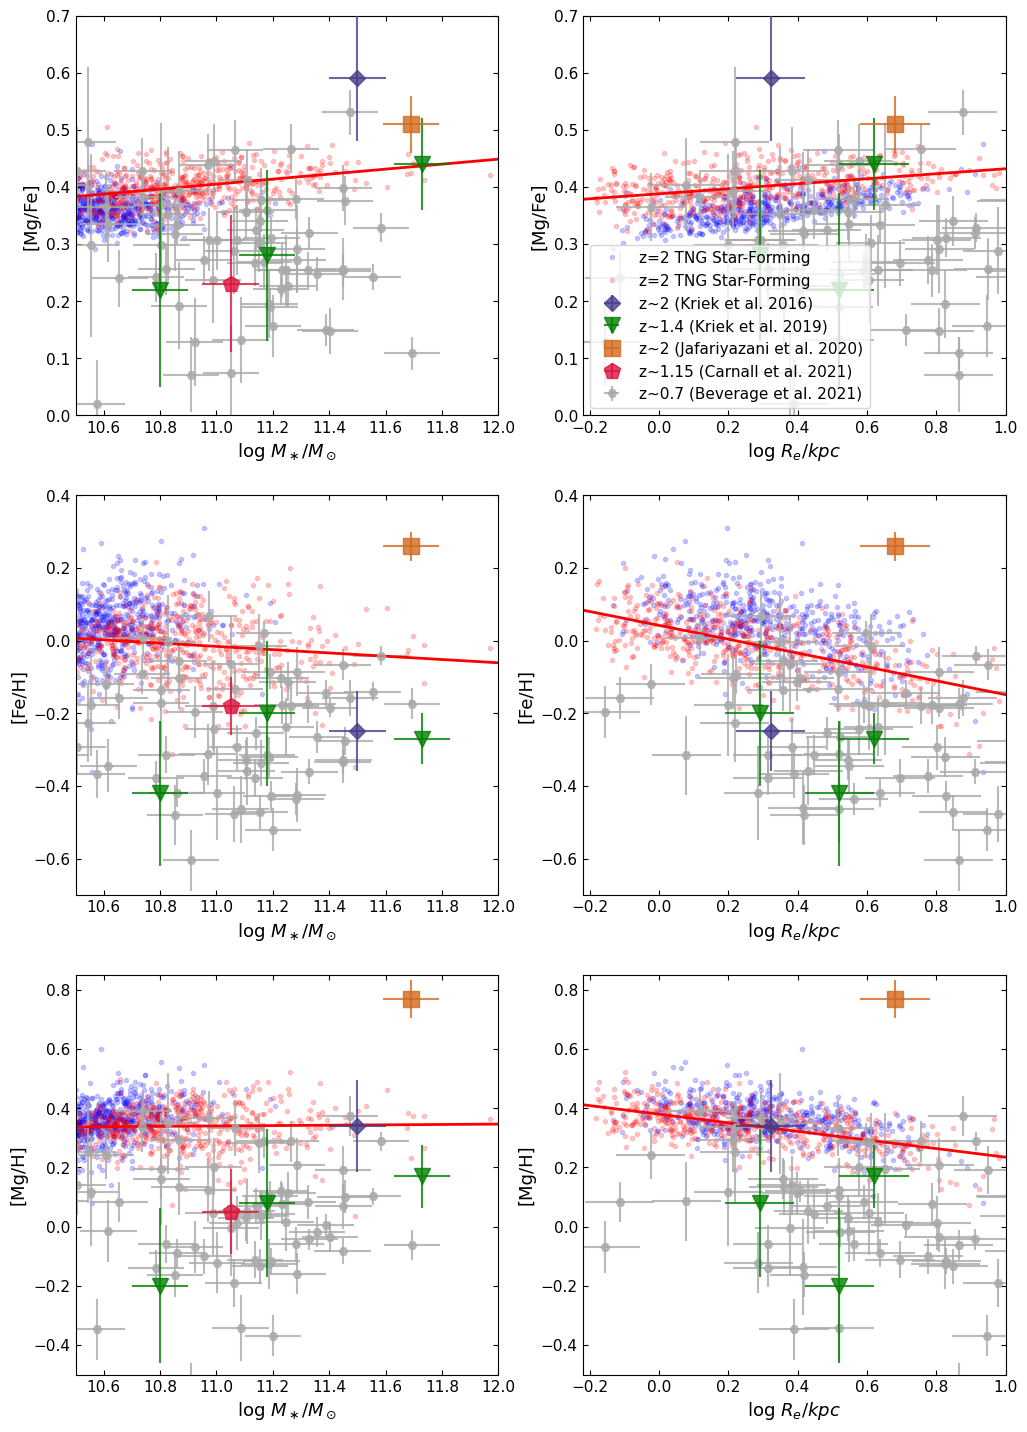 0.7
0.6
0.5
0.4
0.3
0.2
0.1
0.0
[Mg/Fe]
10.6 10.8 11.0 11.2 11.4 11.6 11.8 12.0
log M∗/M⊙
0.7
0.6
0.5
0.4
0.3
0.2
0.1
0.0
[Mg/Fe]
z=2 TNG Star-Forming
z=2 TNG Star-Forming
z~2 (Kriek et al. 2016)
z~1.4 (Kriek et al. 2019)
z~2 (Jafariyazani et al. 2020)
z~1.15 (Carnall et al. 2021)
z~0.7 (Beverage et al. 2021)
−0.2 0.0 0.2 0.4 0.6 0.8 1.0
log Re/kpc
0.4
0.2
0.0
−0.2
−0.4
−0.6
[Fe/H]
10.6 10.8 11.0 11.2 11.4 11.6 11.8 12.0
log M∗/M⊙
0.4
0.2
0.0
−0.2
−0.4
−0.6
[Fe/H]
−0.2 0.0 0.2 0.4 0.6 0.8 1.0
log Re/kpc
0.8
0.6
0.4
0.2
0.0
−0.2
−0.4
[Mg/H]
10.6 10.8 11.0 11.2 11.4 11.6 11.8 12.0
log M∗/M⊙
0.8
0.6
0.4
0.2
0.0
−0.2
−0.4
[Mg/H]
−0.2 0.0 0.2 0.4 0.6 0.8 1.0
log Re/kpc